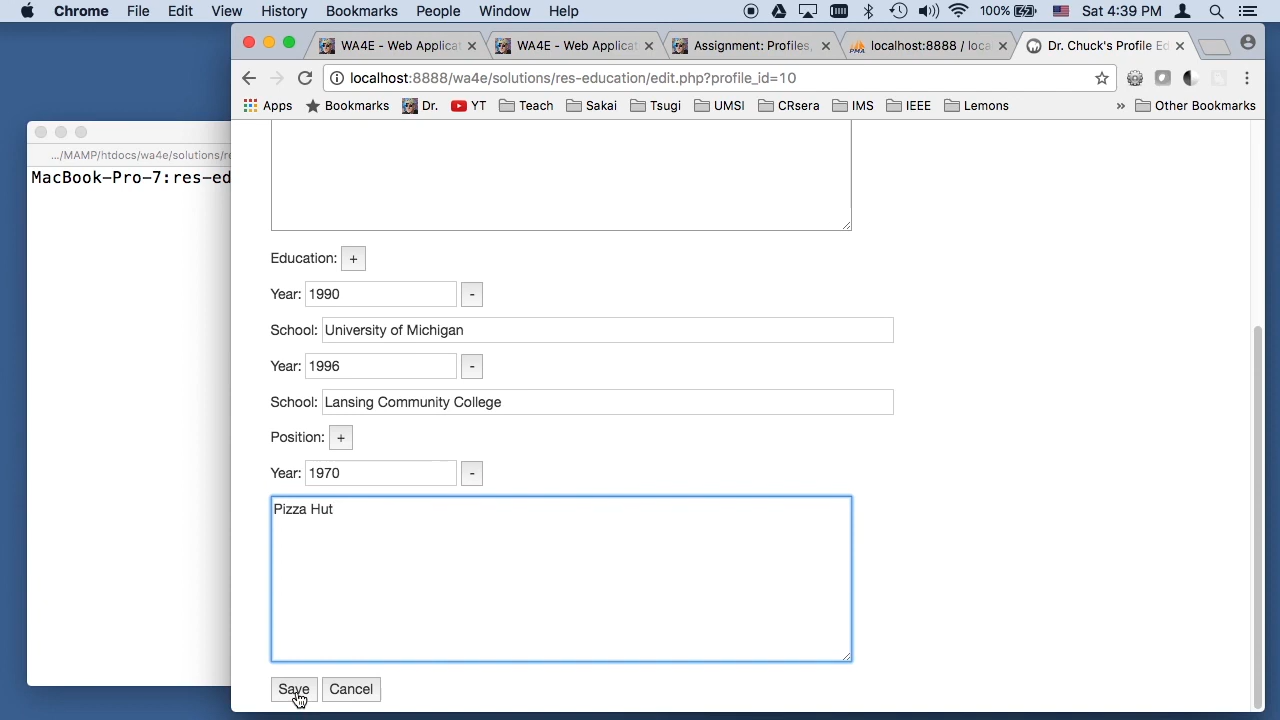 Chrome File Edit View History Bookmarks People Window Help 100% Sat 4:39 PM
WA4E - Web Applicat × WA4E - Web Applicat × Assignment: Profiles, × localhost:8888 / loca × Dr. Chuck's Profile Ed ×
localhost:8888/wa4e/solutions/res-education/edit.php?profile_id=10
Apps Bookmarks Dr. YT Teach Sakai Tsugi UMSI CRsera IMS IEEE Lemons » Other Bookmarks
.../MAMP/htdocs/wa4e/solutions/re
MacBook-Pro-7:res-ed
Education: +
Year: 1990 -
School: University of Michigan
Year: 1996 -
School: Lansing Community College
Position: +
Year: 1970 -
Pizza Hut
Save Cancel